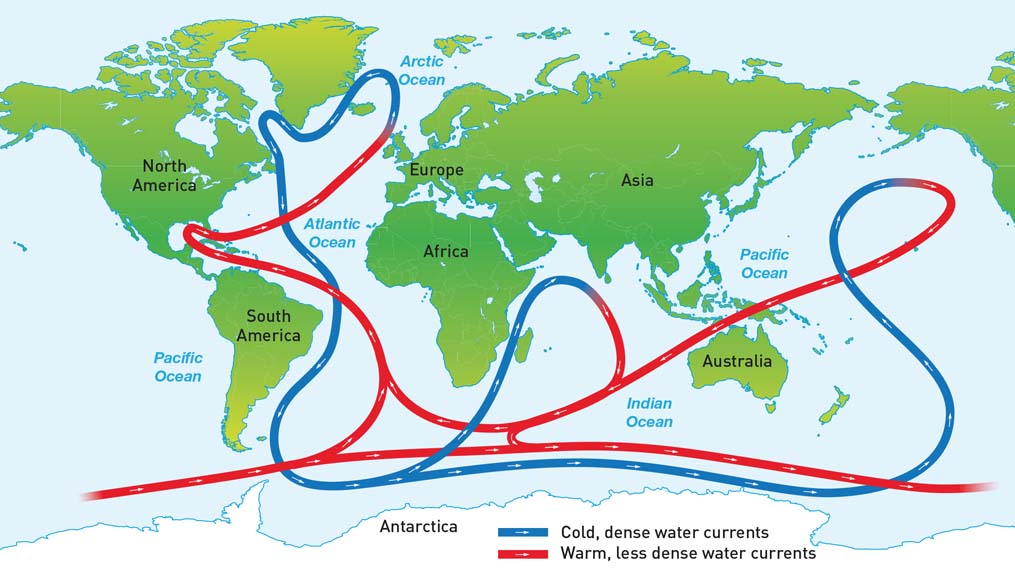 Arctic
Ocean
North
America
Europe
Asia
Atlantic
Ocean
Africa
Pacific
Ocean
South
America
Pacific
Ocean
Australia
Indian
Ocean
Antarctica
Cold, dense water currents
Warm, less dense water currents